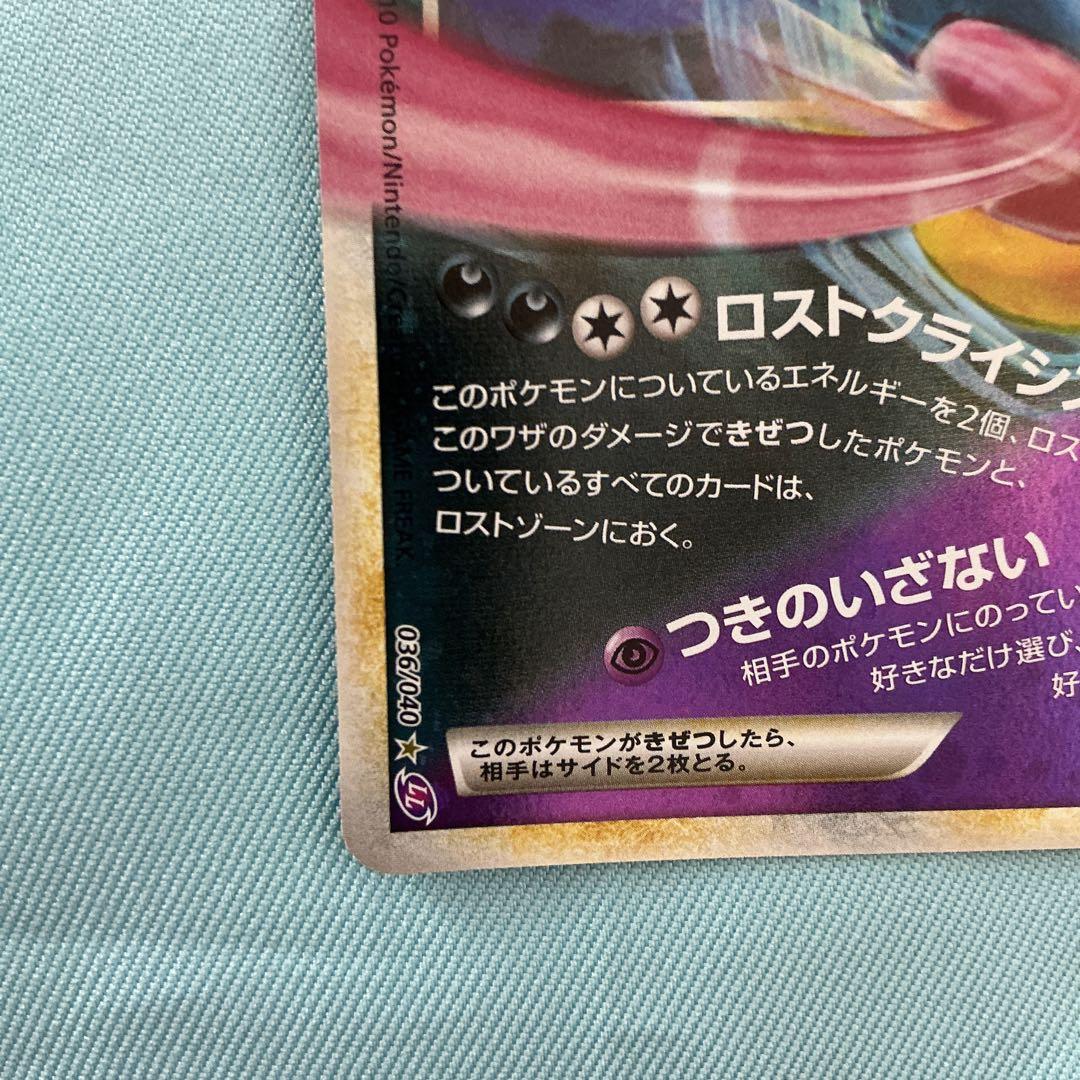 10 Pokémon/Nintendo/C
GAME FREAK
ロストクライシ
このポケモンについているエネルギーを2個、ロス
このワザのダメージできぜつしたポケモンと、
ついているすべてのカードは、
ロストゾーンにおく。
つきのいざない
相手のポケモンにのってい
好きなだけ選び、
好
このポケモンがきぜつしたら、
相手はサイドを2枚とる。
036/040
LL